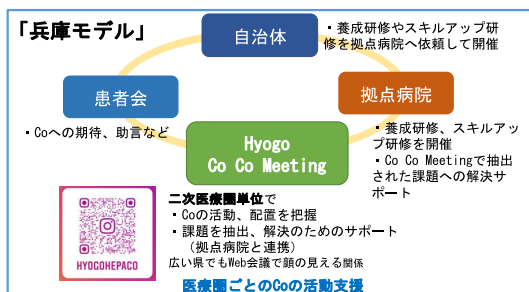 「兵庫モデル」
自治体
・養成研修やスキルアップ研
修を拠点病院へ依頼して開催
患者会
・Coへの期待、助言など
拠点病院
・養成研修、スキルアッ
プ研修を開催
・Co Co Meetingで抽出
された課題への解決サ
ポート
Hyogo
Co Co Meeting
二次医療圏単位で
・Coの活動、配置を把握
・課題を抽出、解決のためのサポート
（拠点病院と連携）
広い県でもWeb会議で顔の見える関係
HYOGOHEPACO
医療圏ごとのCoの活動支援